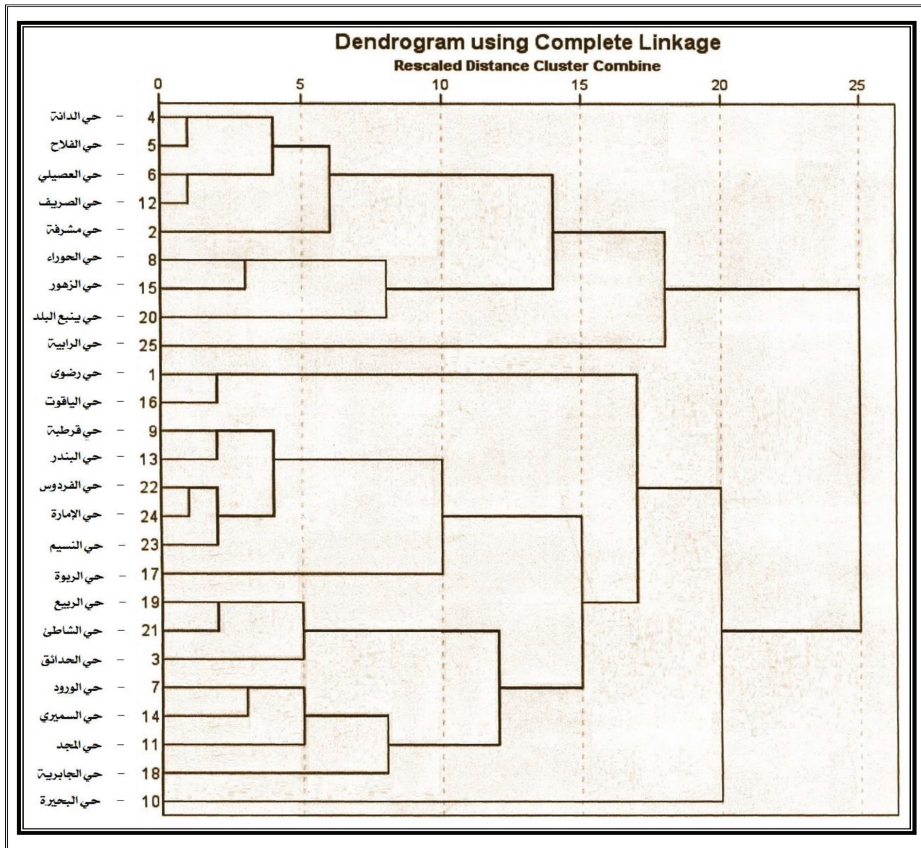 Dendrogram using Complete Linkage
Rescaled Distance Cluster Combine
0 5 10 15 20 25
حي الدانة – 4
حي الفلاح – 5
حي العصيلي – 6
حي الصريف – 12
حي مشرفة – 2
حي الحوراء – 8
حي الزهور – 15
حي ينبع البلد – 20
حي الرابية – 25
حي رضوى – 1
حي الياقوت – 16
حي قرطبة – 9
حي البندر – 13
حي الفردوس – 22
حي الإمارة – 24
حي النسيم – 23
حي الربوة – 17
حي الربيع – 19
حي الشاطئ – 21
حي الحدائق – 3
حي الورود – 7
حي السميري – 14
حي المجد – 11
حي الجابرية – 18
حي البحيرة – 10